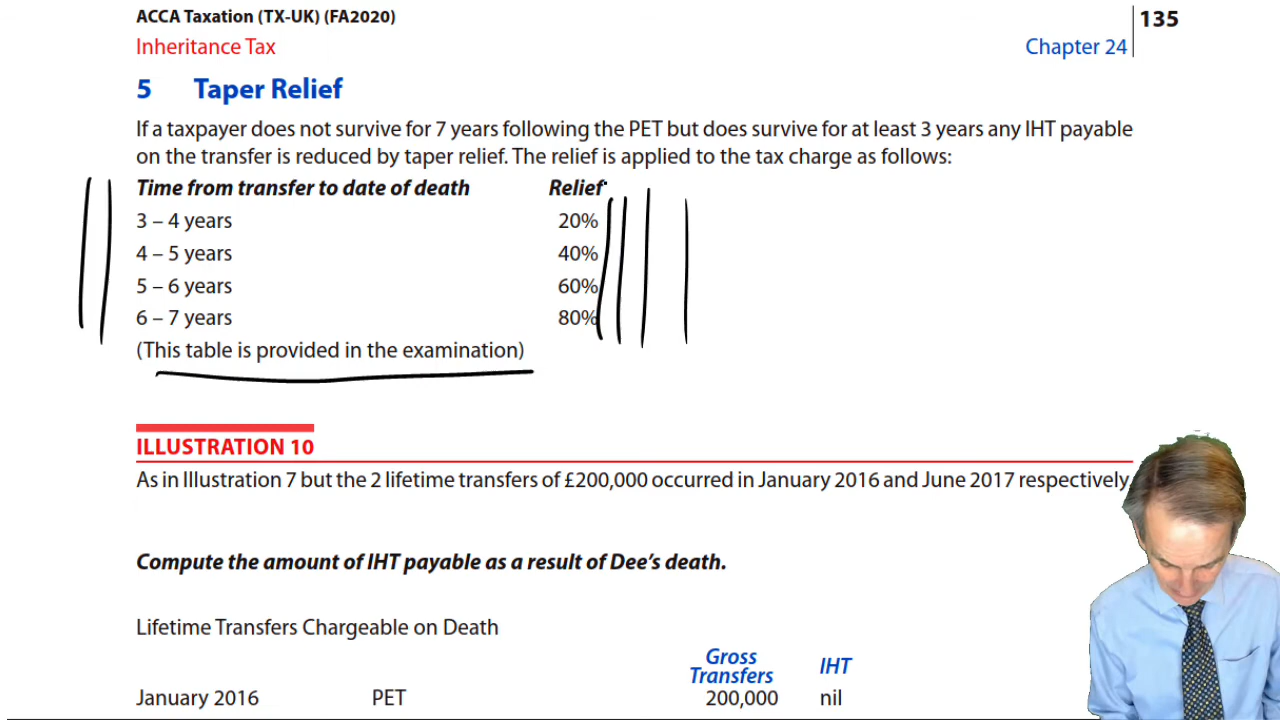 ACCA Taxation (TX-UK) (FA2020)
135
Inheritance Tax
Chapter 24
5 Taper Relief
If a taxpayer does not survive for 7 years following the PET but does survive for at least 3 years any IHT payable
on the transfer is reduced by taper relief. The relief is applied to the tax charge as follows:
Time from transfer to date of death Relief
3 – 4 years 20%
4 – 5 years 40%
5 – 6 years 60%
6 – 7 years 80%
(This table is provided in the examination)
ILLUSTRATION 10
As in Illustration 7 but the 2 lifetime transfers of £200,000 occurred in January 2016 and June 2017 respectively
Compute the amount of IHT payable as a result of Dee's death.
Lifetime Transfers Chargeable on Death
Gross
Transfers
IHT
January 2016 PET 200,000 nil